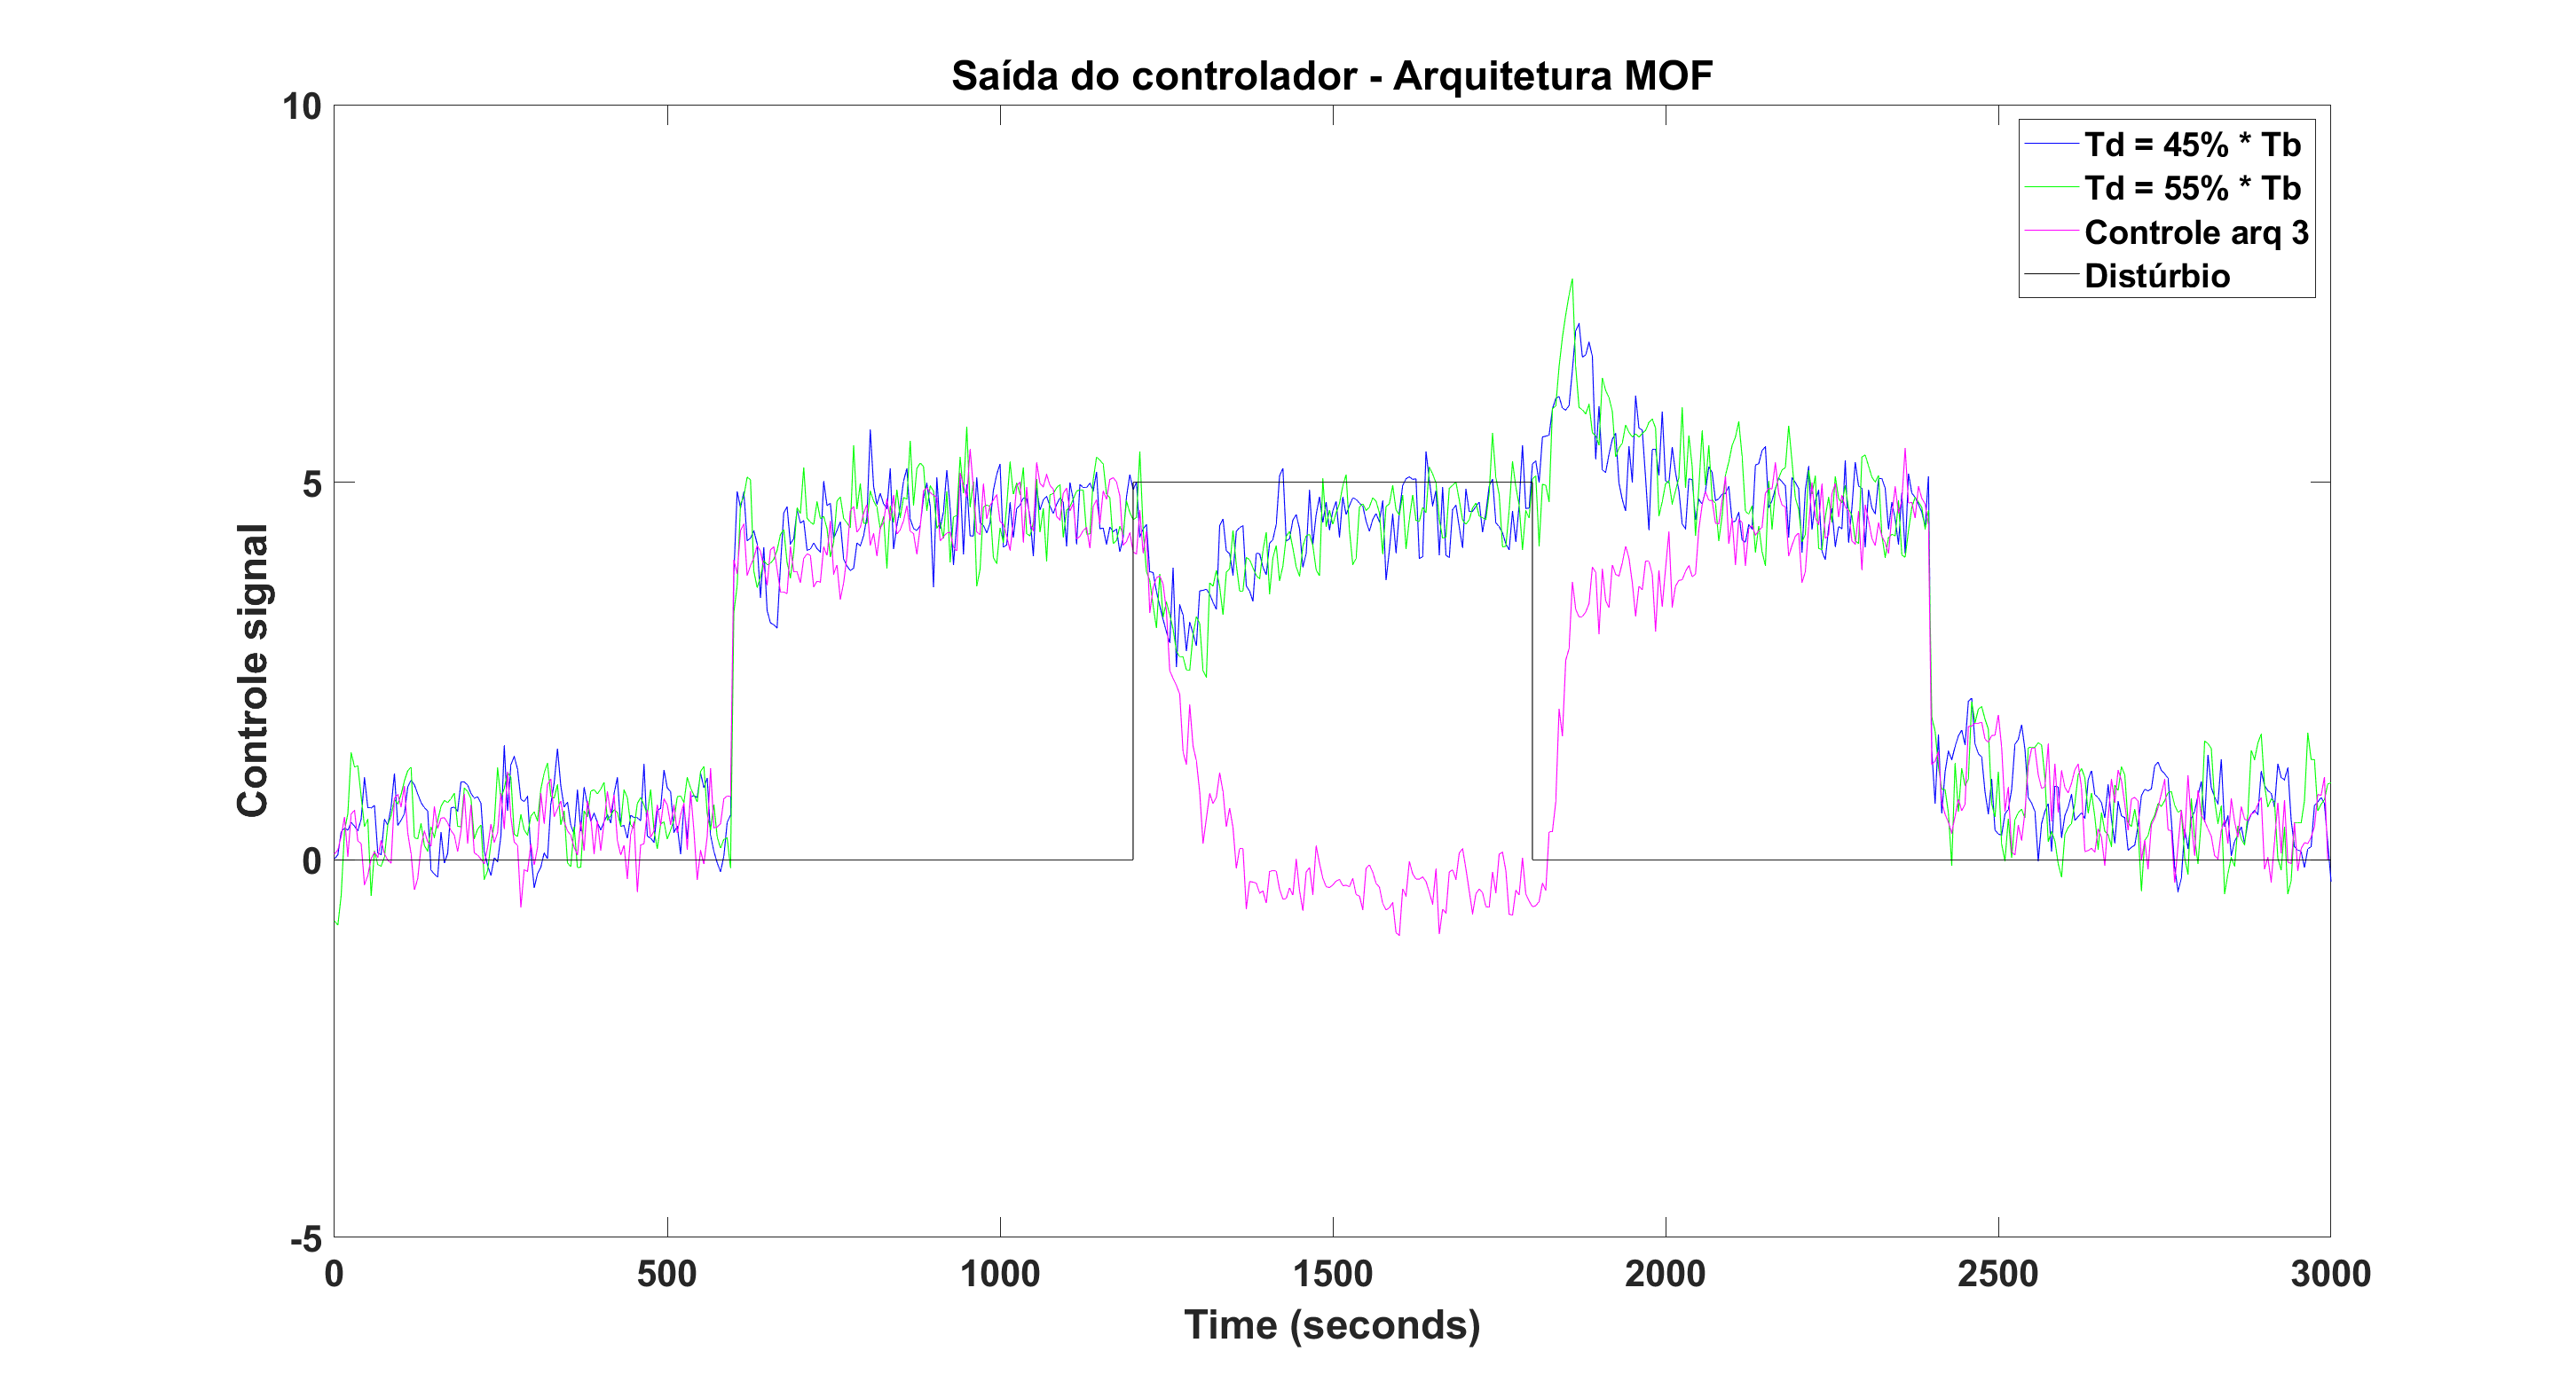 Saída do controlador - Arquitetura MOF
10
5
0
-5
Controle signal
Td = 45% * Tb
Td = 55% * Tb
Controle arq 3
Distúrbio
0 500 1000 1500 2000 2500 3000
Time (seconds)